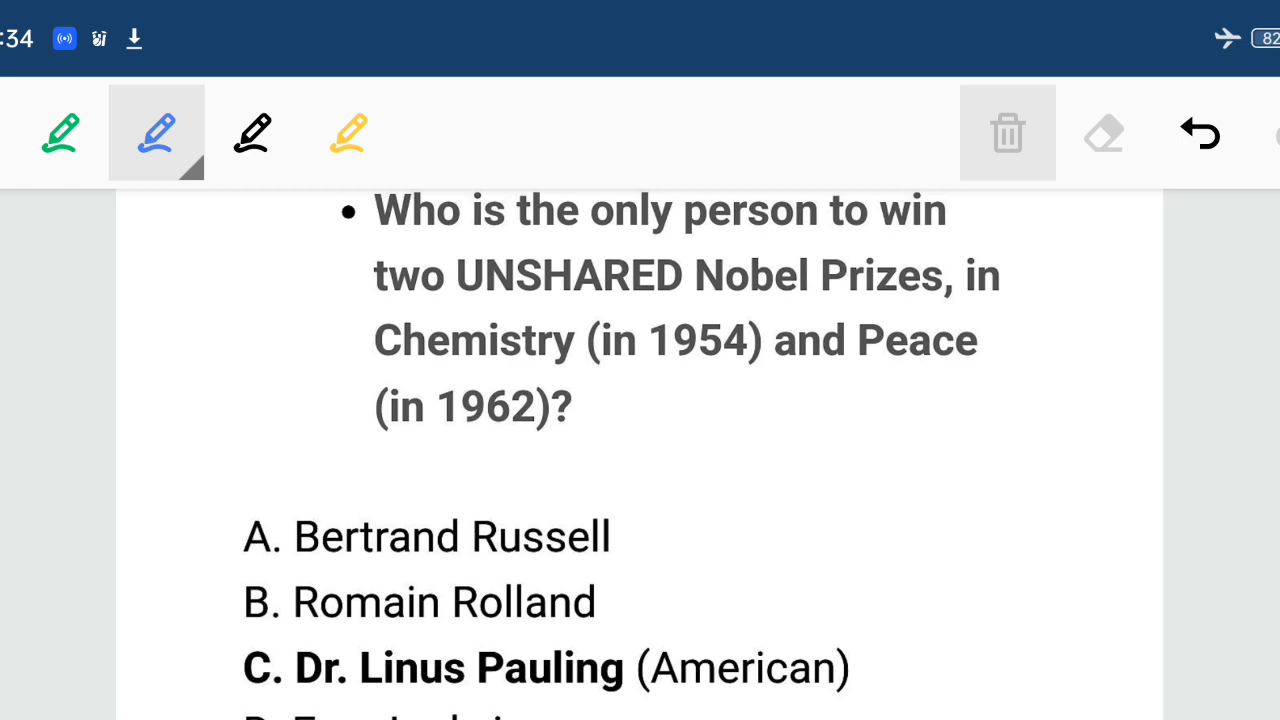 :34
82
• Who is the only person to win
two UNSHARED Nobel Prizes, in
Chemistry (in 1954) and Peace
(in 1962)?
A. Bertrand Russell
B. Romain Rolland
C. Dr. Linus Pauling (American)